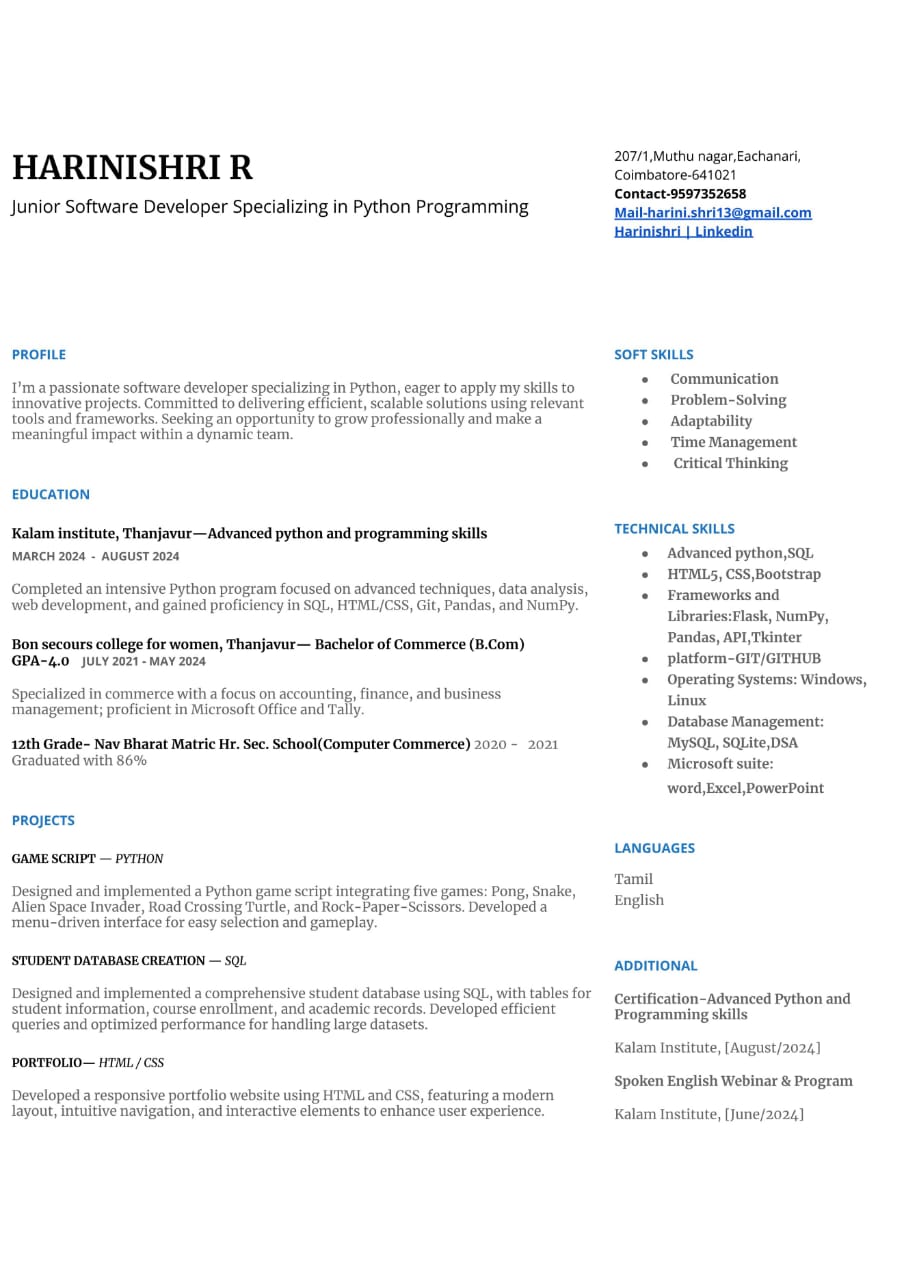 HARINISHRI R
Junior Software Developer Specializing in Python Programming
207/1,Muthu nagar,Eachanari,
Coimbatore-641021
Contact-9597352658
Mail-harini.shri13@gmail.com
Harinishri | Linkedin
PROFILE
I'm a passionate software developer specializing in Python, eager to apply my skills to
innovative projects. Committed to delivering efficient, scalable solutions using relevant
tools and frameworks. Seeking an opportunity to grow professionally and make a
meaningful impact within a dynamic team.
EDUCATION
Kalam institute, Thanjavur—Advanced python and programming skills
MARCH 2024 - AUGUST 2024
Completed an intensive Python program focused on advanced techniques, data analysis,
web development, and gained proficiency in SQL, HTML/CSS, Git, Pandas, and NumPy.
Bon secours college for women, Thanjavur— Bachelor of Commerce (B.Com)
GPA-4.0 JULY 2021 - MAY 2024
Specialized in commerce with a focus on accounting, finance, and business
management; proficient in Microsoft Office and Tally.
12th Grade- Nav Bharat Matric Hr. Sec. School(Computer Commerce) 2020 - 2021
Graduated with 86%
PROJECTS
GAME SCRIPT — PYTHON
Designed and implemented a Python game script integrating five games: Pong, Snake,
Alien Space Invader, Road Crossing Turtle, and Rock-Paper-Scissors. Developed a
menu-driven interface for easy selection and gameplay.
STUDENT DATABASE CREATION — SQL
Designed and implemented a comprehensive student database using SQL, with tables for
student information, course enrollment, and academic records. Developed efficient
queries and optimized performance for handling large datasets.
PORTFOLIO— HTML / CSS
Developed a responsive portfolio website using HTML and CSS, featuring a modern
layout, intuitive navigation, and interactive elements to enhance user experience.
SOFT SKILLS
● Communication
● Problem-Solving
● Adaptability
● Time Management
● Critical Thinking
TECHNICAL SKILLS
● Advanced python,SQL
● HTML5, CSS,Bootstrap
● Frameworks and
Libraries:Flask, NumPy,
Pandas, API,Tkinter
● platform-GIT/GITHUB
● Operating Systems: Windows,
Linux
● Database Management:
MySQL, SQLite,DSA
● Microsoft suite:
word,Excel,PowerPoint
LANGUAGES
Tamil
English
ADDITIONAL
Certification-Advanced Python and
Programming skills
Kalam Institute, [August/2024]
Spoken English Webinar & Program
Kalam Institute, [June/2024]